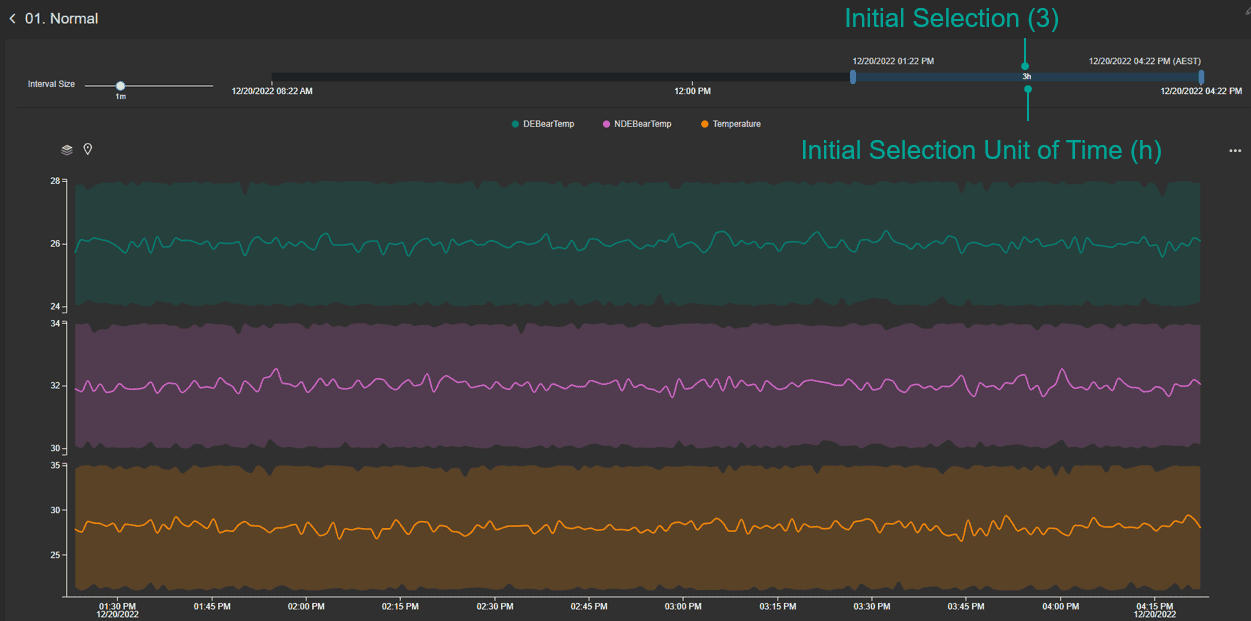 01. Normal
Initial Selection (3)
12/20/2022 01:22 PM
12/20/2022 04:22 PM (AEST)
Interval Size
1m
3h
12/20/2022 08:22 AM
12:00 PM
12/20/2022 04:22 PM
DEBearTemp
NDEBearTemp
Temperature
Initial Selection Unit of Time (h)
28
26
24
34
32
30
35
30
25
01:30 PM 01:45 PM 02:00 PM 02:15 PM 02:30 PM 02:45 PM 03:00 PM 03:15 PM 03:30 PM 03:45 PM 04:00 PM 04:15 PM
12/20/2022 12/20/2022